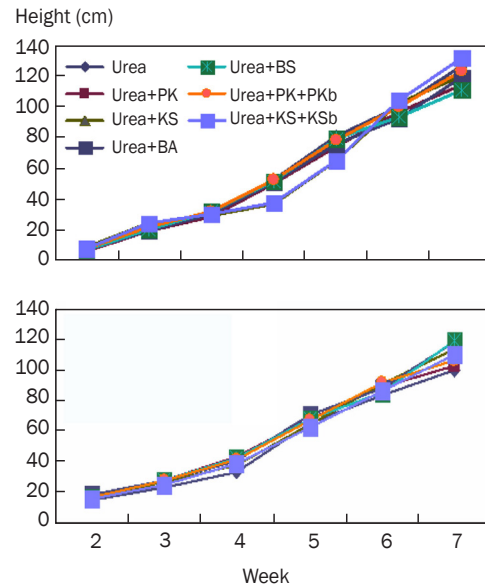 Height (cm)
140
120
100
80
60
40
20
0
Urea
Urea+BS
Urea+PK
Urea+PK+PKb
Urea+KS
Urea+KS+KSb
Urea+BA
140
120
100
80
60
40
20
0
2 3 4 5 6 7
Week